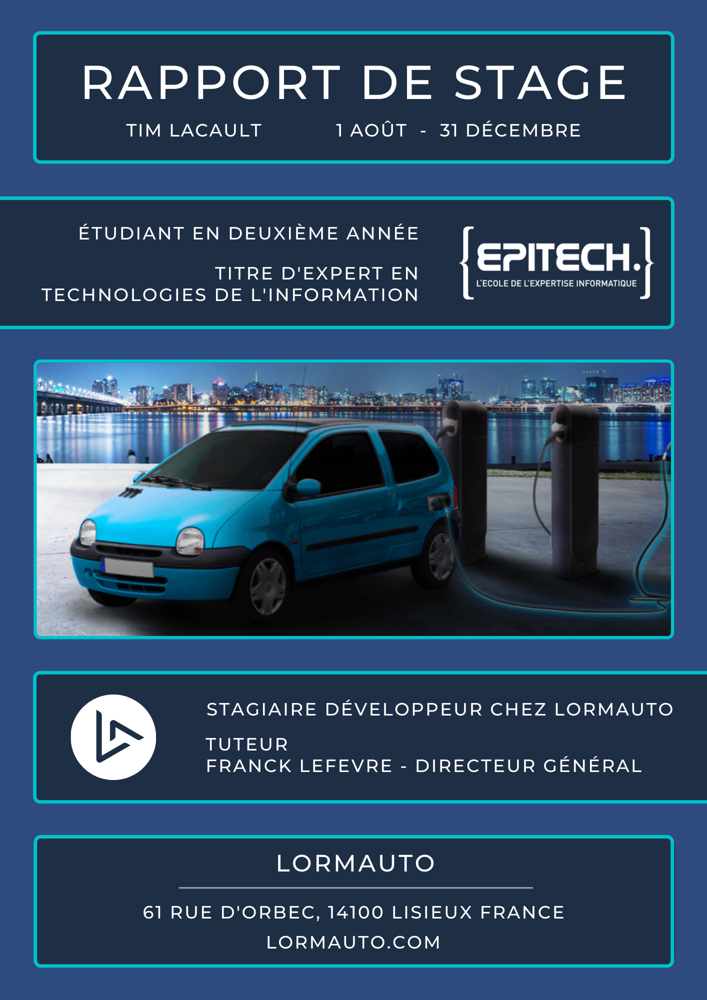 RAPPORT DE STAGE
TIM LACAULT 1 AOÛT - 31 DÉCEMBRE
ÉTUDIANT EN DEUXIÈME ANNÉE
TITRE D'EXPERT EN
TECHNOLOGIES DE L'INFORMATION
{EPITECH.}
L'ECOLE DE L'EXPERTISE INFORMATIQUE
STAGIAIRE DÉVELOPPEUR CHEZ LORMAUTO
TUTEUR
FRANCK LEFEVRE - DIRECTEUR GÉNÉRAL
LORMAUTO
61 RUE D'ORBEC, 14100 LISIEUX FRANCE
LORMAUTO.COM